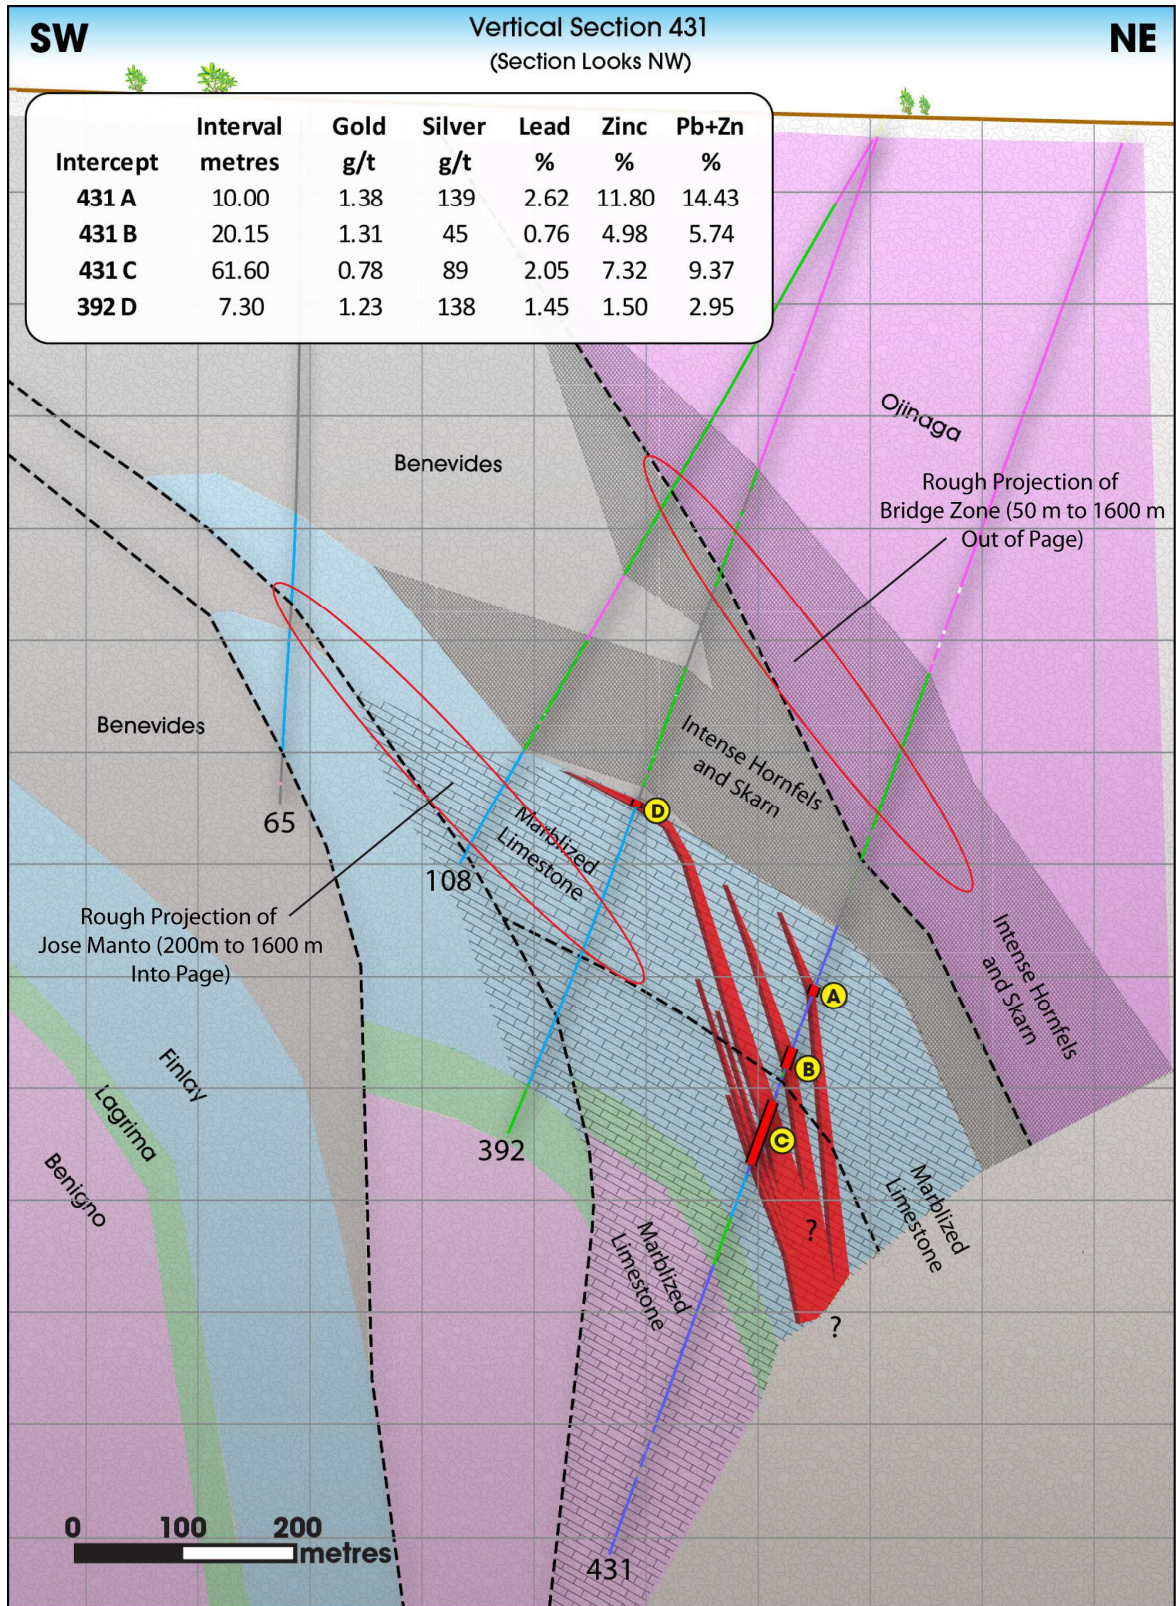 SW
Vertical Section 431
(Section Looks NW)
NE
Interval Gold Silver Lead Zinc Pb+Zn
Intercept metres g/t g/t % % %
431 A 10.00 1.38 139 2.62 11.80 14.43
431 B 20.15 1.31 45 0.76 4.98 5.74
431 C 61.60 0.78 89 2.05 7.32 9.37
392 D 7.30 1.23 138 1.45 1.50 2.95
Ojinaga
Benevides
Rough Projection of
Bridge Zone (50 m to 1600 m
Out of Page)
Benevides
Intense Hornfels
and Skarn
65
D
Marblized
Limestone
108
Rough Projection of
Jose Manto (200m to 1600 m
Into Page)
Intense Hornfels
and Skarn
A
B
Finlay
Lagrima
Benigno
C
392
Marblized
Limestone
Marblized
Limestone
?
?
0 100 200
metres
431